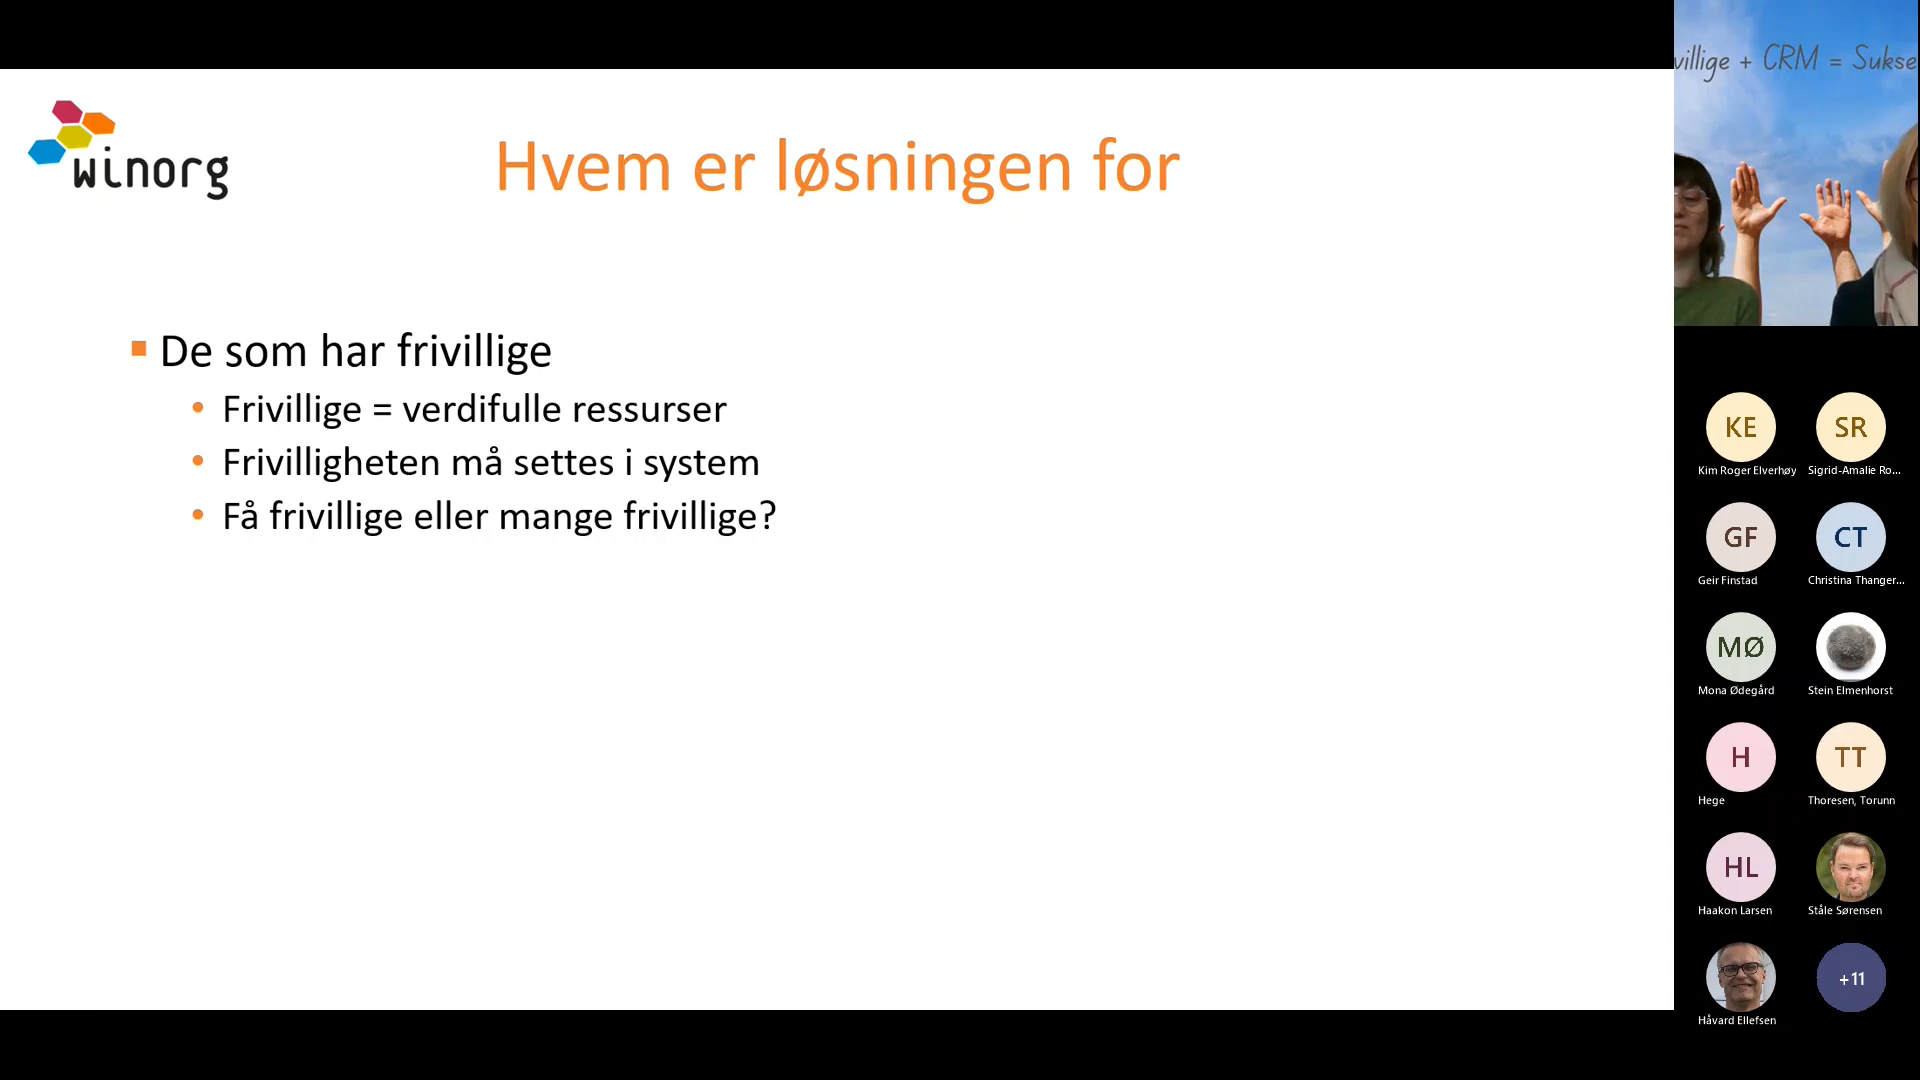 winorg
Hvem er løsningen for
De som har frivillige
Frivillige = verdifulle ressurser
Frivilligheten må settes i system
Få frivillige eller mange frivillige?
villige + CRM = Sukse
KE
SR
Kim Roger Elverhøy
Sigrid-Amalie Ro...
GF
CT
Geir Finstad
Christina Thanger...
MØ
Mona Ødegård
Stein Elmenhorst
H
TT
Hege
Thoresen, Torunn
HL
Haakon Larsen
Ståle Sørensen
+11
Håvard Ellefsen